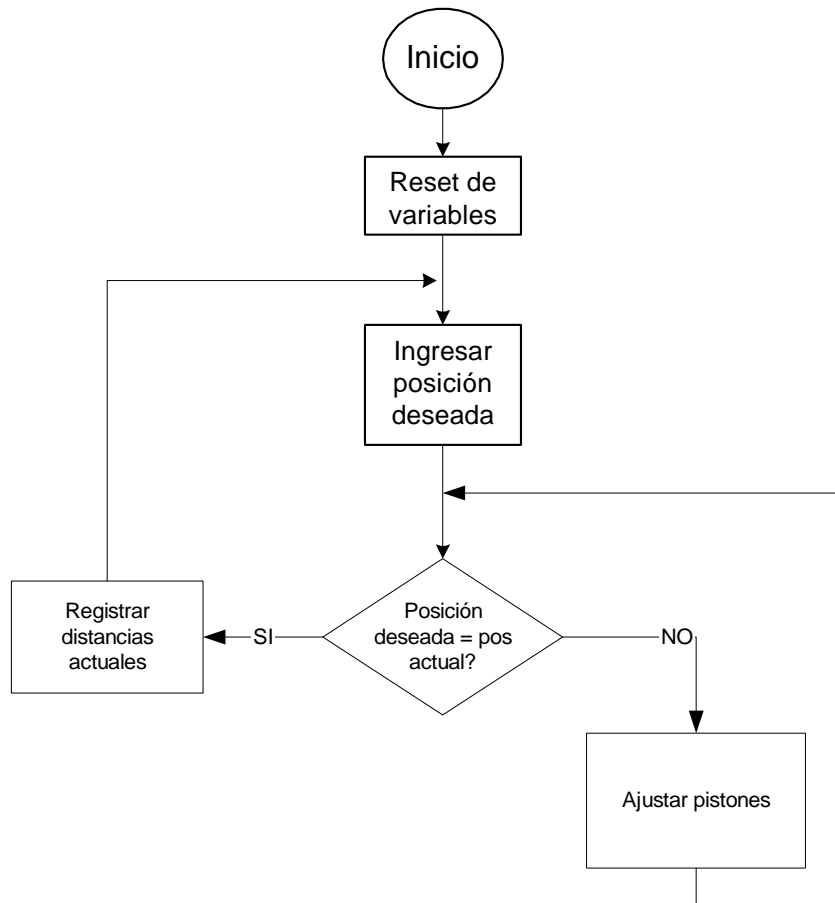 Inicio
Reset de
variables
Ingresar
posición
deseada
Posición
deseada = pos
actual?
SI
Registrar
distancias
actuales
NO
Ajustar pistones